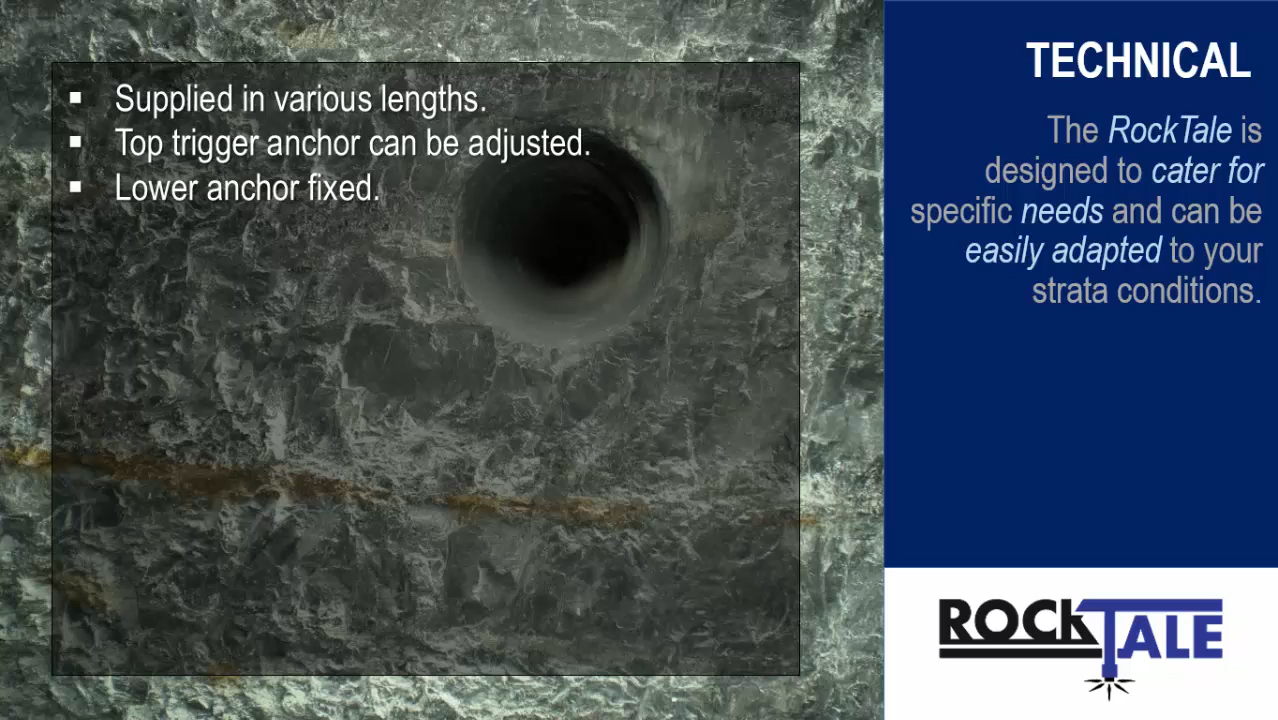 Supplied in various lengths.
Top trigger anchor can be adjusted.
Lower anchor fixed.
TECHNICAL
The RockTale is
designed to cater for
specific needs and can be
easily adapted to your
strata conditions.
ROCKTALE